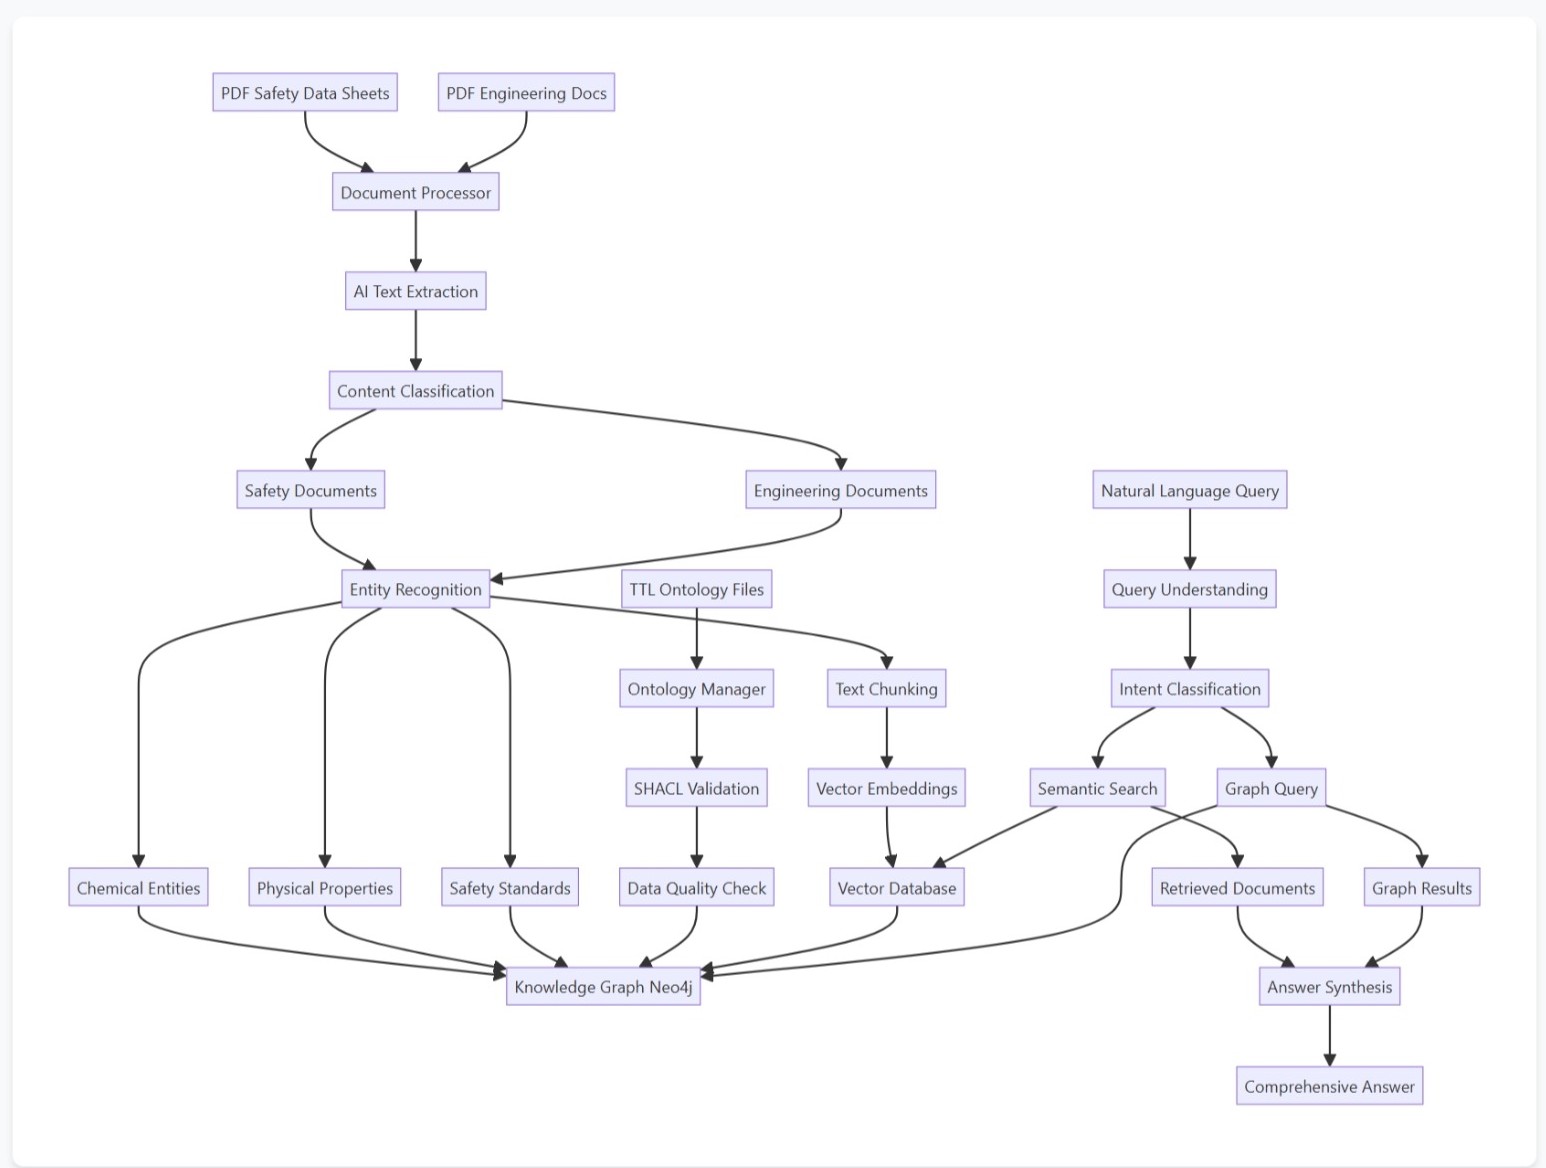 PDF Safety Data Sheets
PDF Engineering Docs
Document Processor
AI Text Extraction
Content Classification
Safety Documents
Engineering Documents
Natural Language Query
Entity Recognition
TTL Ontology Files
Query Understanding
Ontology Manager
Text Chunking
Intent Classification
SHACL Validation
Vector Embeddings
Semantic Search
Graph Query
Chemical Entities
Physical Properties
Safety Standards
Data Quality Check
Vector Database
Retrieved Documents
Graph Results
Knowledge Graph Neo4j
Answer Synthesis
Comprehensive Answer